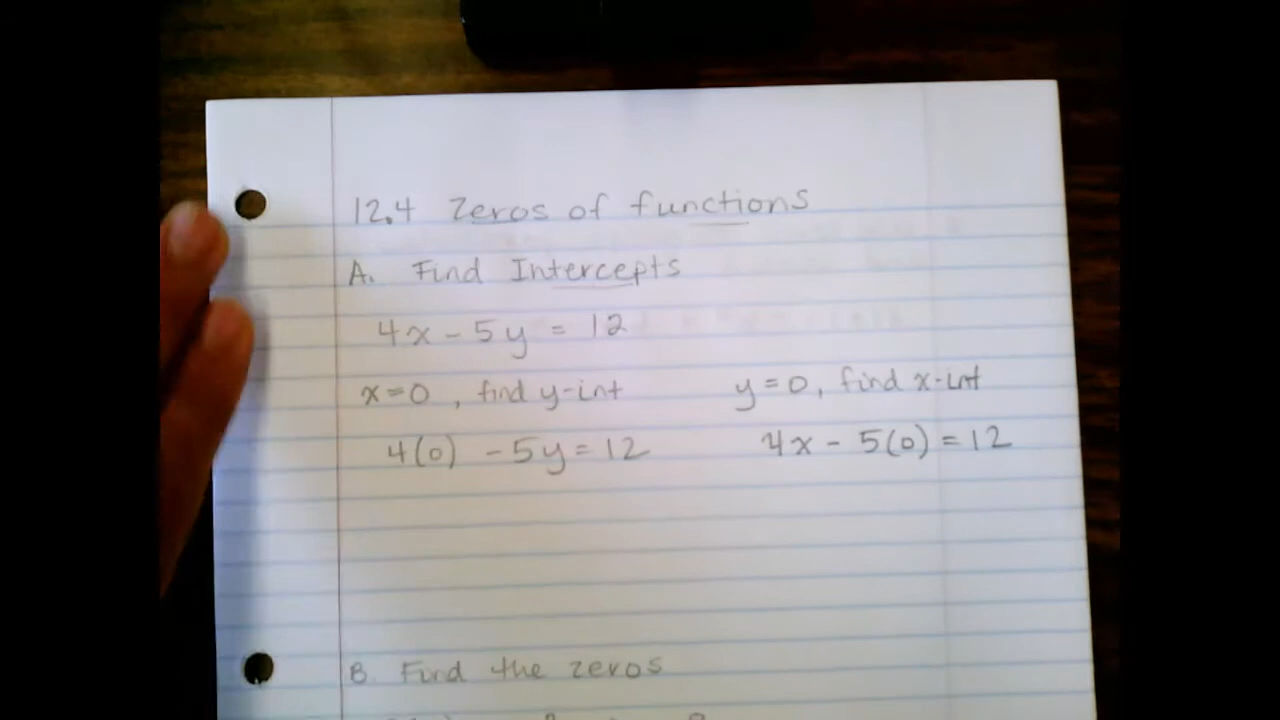 12.4 Zeros of functions
A. Find Intercepts
4x - 5y = 12
x=0, find y-int
y=0, find x-int
4(0) - 5y = 12
4x - 5(0) = 12
B. Find the zeros